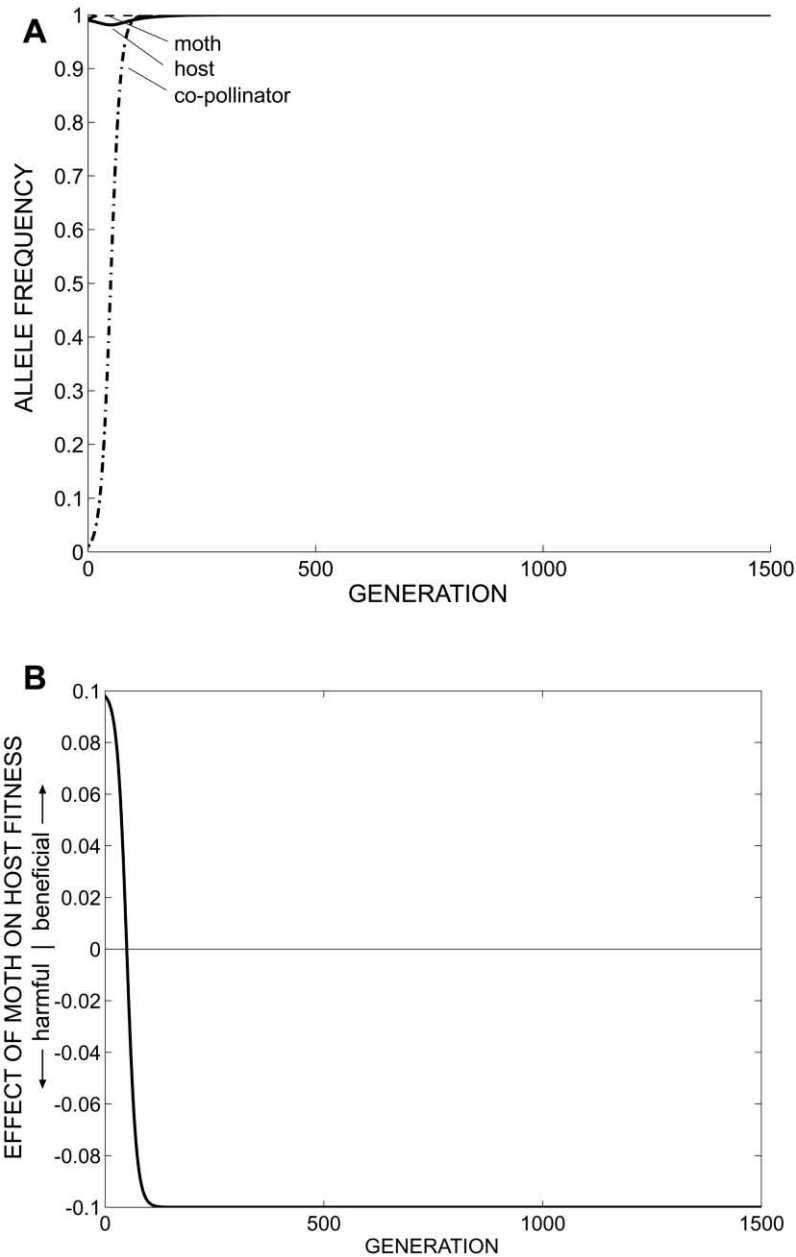 A
1
0.9
0.8
0.7
0.6
0.5
0.4
0.3
0.2
0.1
0
ALLELE FREQUENCY
moth
host
co-pollinator
0 500 1000 1500
GENERATION
B
0.1
0.08
0.06
0.04
0.02
0
-0.02
-0.04
-0.06
-0.08
-0.1
EFFECT OF MOTH ON HOST FITNESS
← harmful | beneficial →
0 500 1000 1500
GENERATION